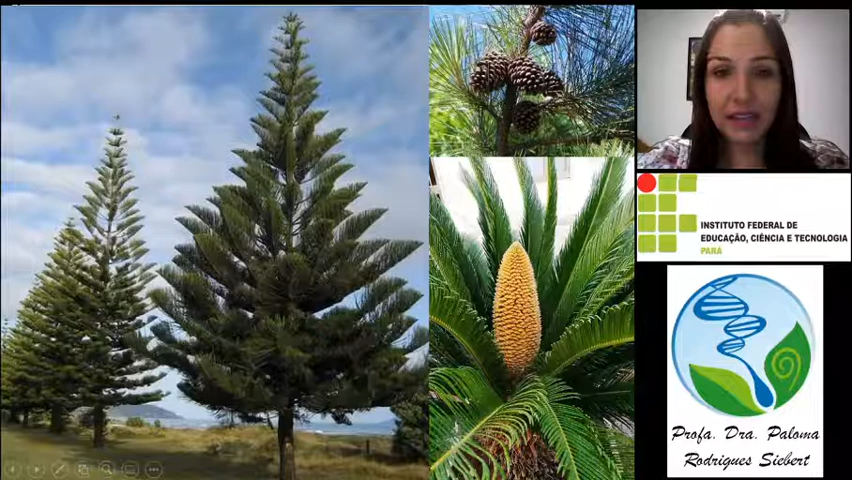 INSTITUTO FEDERAL DE
EDUCAÇÃO, CIÊNCIA E TECNOLOGIA
PARÁ
Profa. Dra. Paloma
Rodrigues Siebert